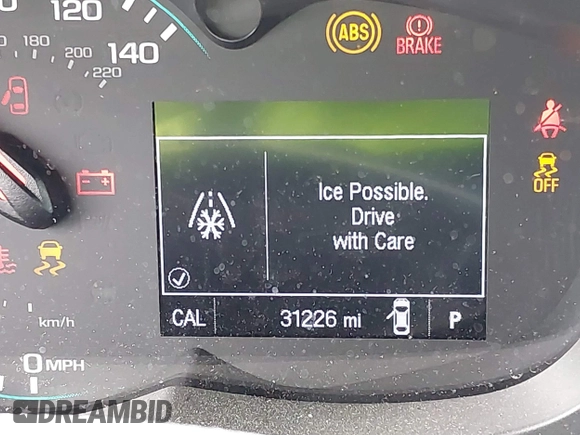 120
140
180
200
220
ABS
BRAKE
OFF
Ice Possible.
Drive
with Care
CAL 31226 mi P
km/h
0 MPH
DREAMBID